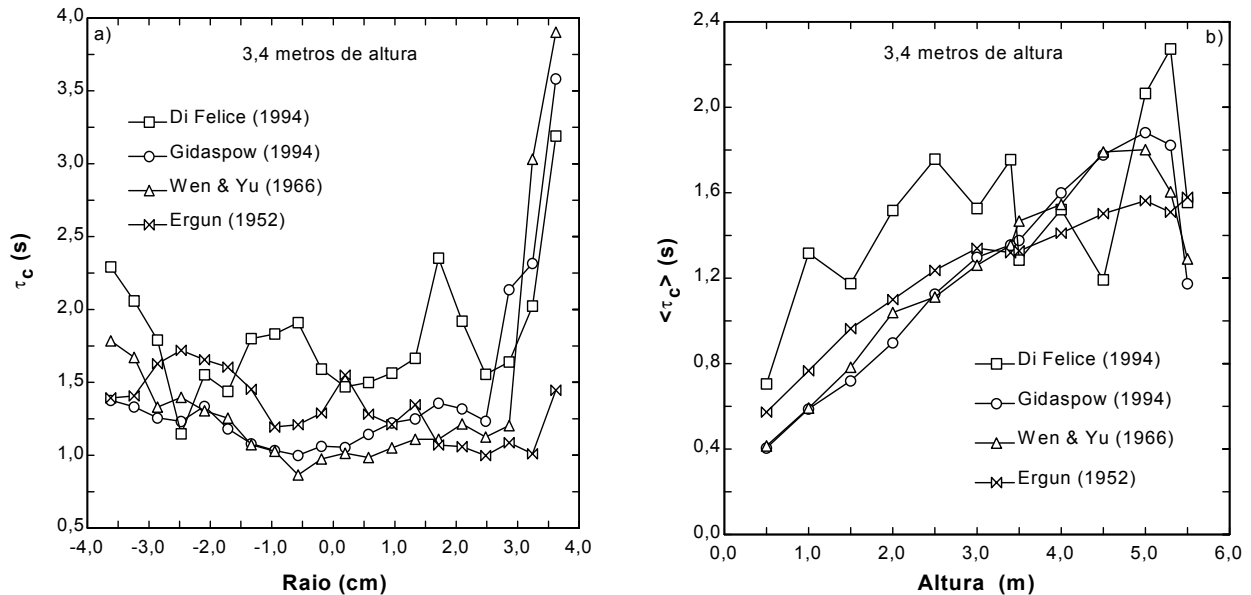 a)
3,4 metros de altura
Di Felice (1994)
Gidaspow (1994)
Wen & Yu (1966)
Ergun (1952)
τc (s)
4,0
3,5
3,0
2,5
2,0
1,5
1,0
0,5
-4,0 -3,0 -2,0 -1,0 0,0 1,0 2,0 3,0 4,0
Raio (cm)
b)
3,4 metros de altura
Di Felice (1994)
Gidaspow (1994)
Wen & Yu (1966)
Ergun (1952)
<τc> (s)
2,4
2,0
1,6
1,2
0,8
0,4
0,0
0,0 1,0 2,0 3,0 4,0 5,0 6,0
Altura (m)